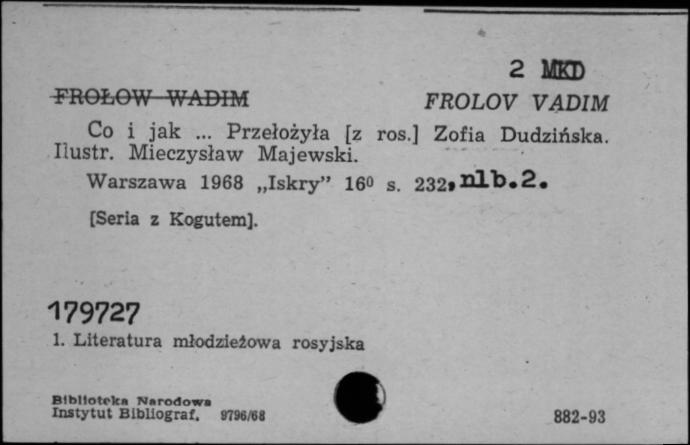 2 MKD
FROŁOW WADIM FROLOV VADIM
Co i jak ... Przełożyła [z ros.] Zofia Dudzińska.
Ilustr. Mieczysław Majewski.
Warszawa 1968 „Iskry” 16⁰ s. 232, nlb.2.
[Seria z Kogutem].
179727
1. Literatura młodzieżowa rosyjska
Biblioteka Narodowa
Instytut Bibliograf. 9796/68 882-93